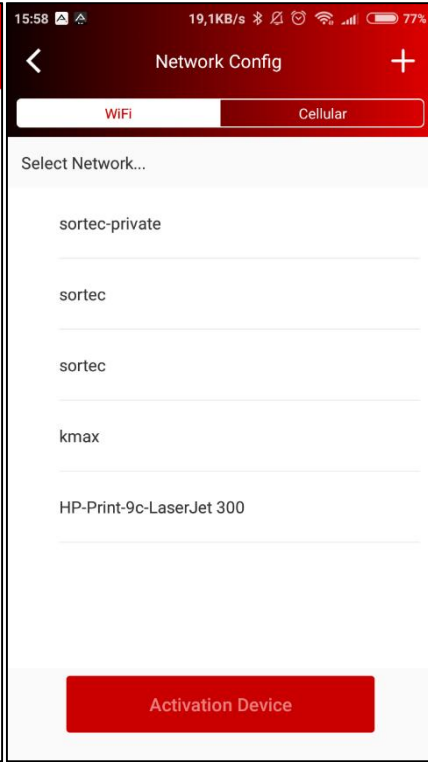 15:58 19,1KB/s 77%
Network Config
WiFi Cellular
Select Network...
sortec-private
sortec
sortec
kmax
HP-Print-9c-LaserJet 300
Activation Device